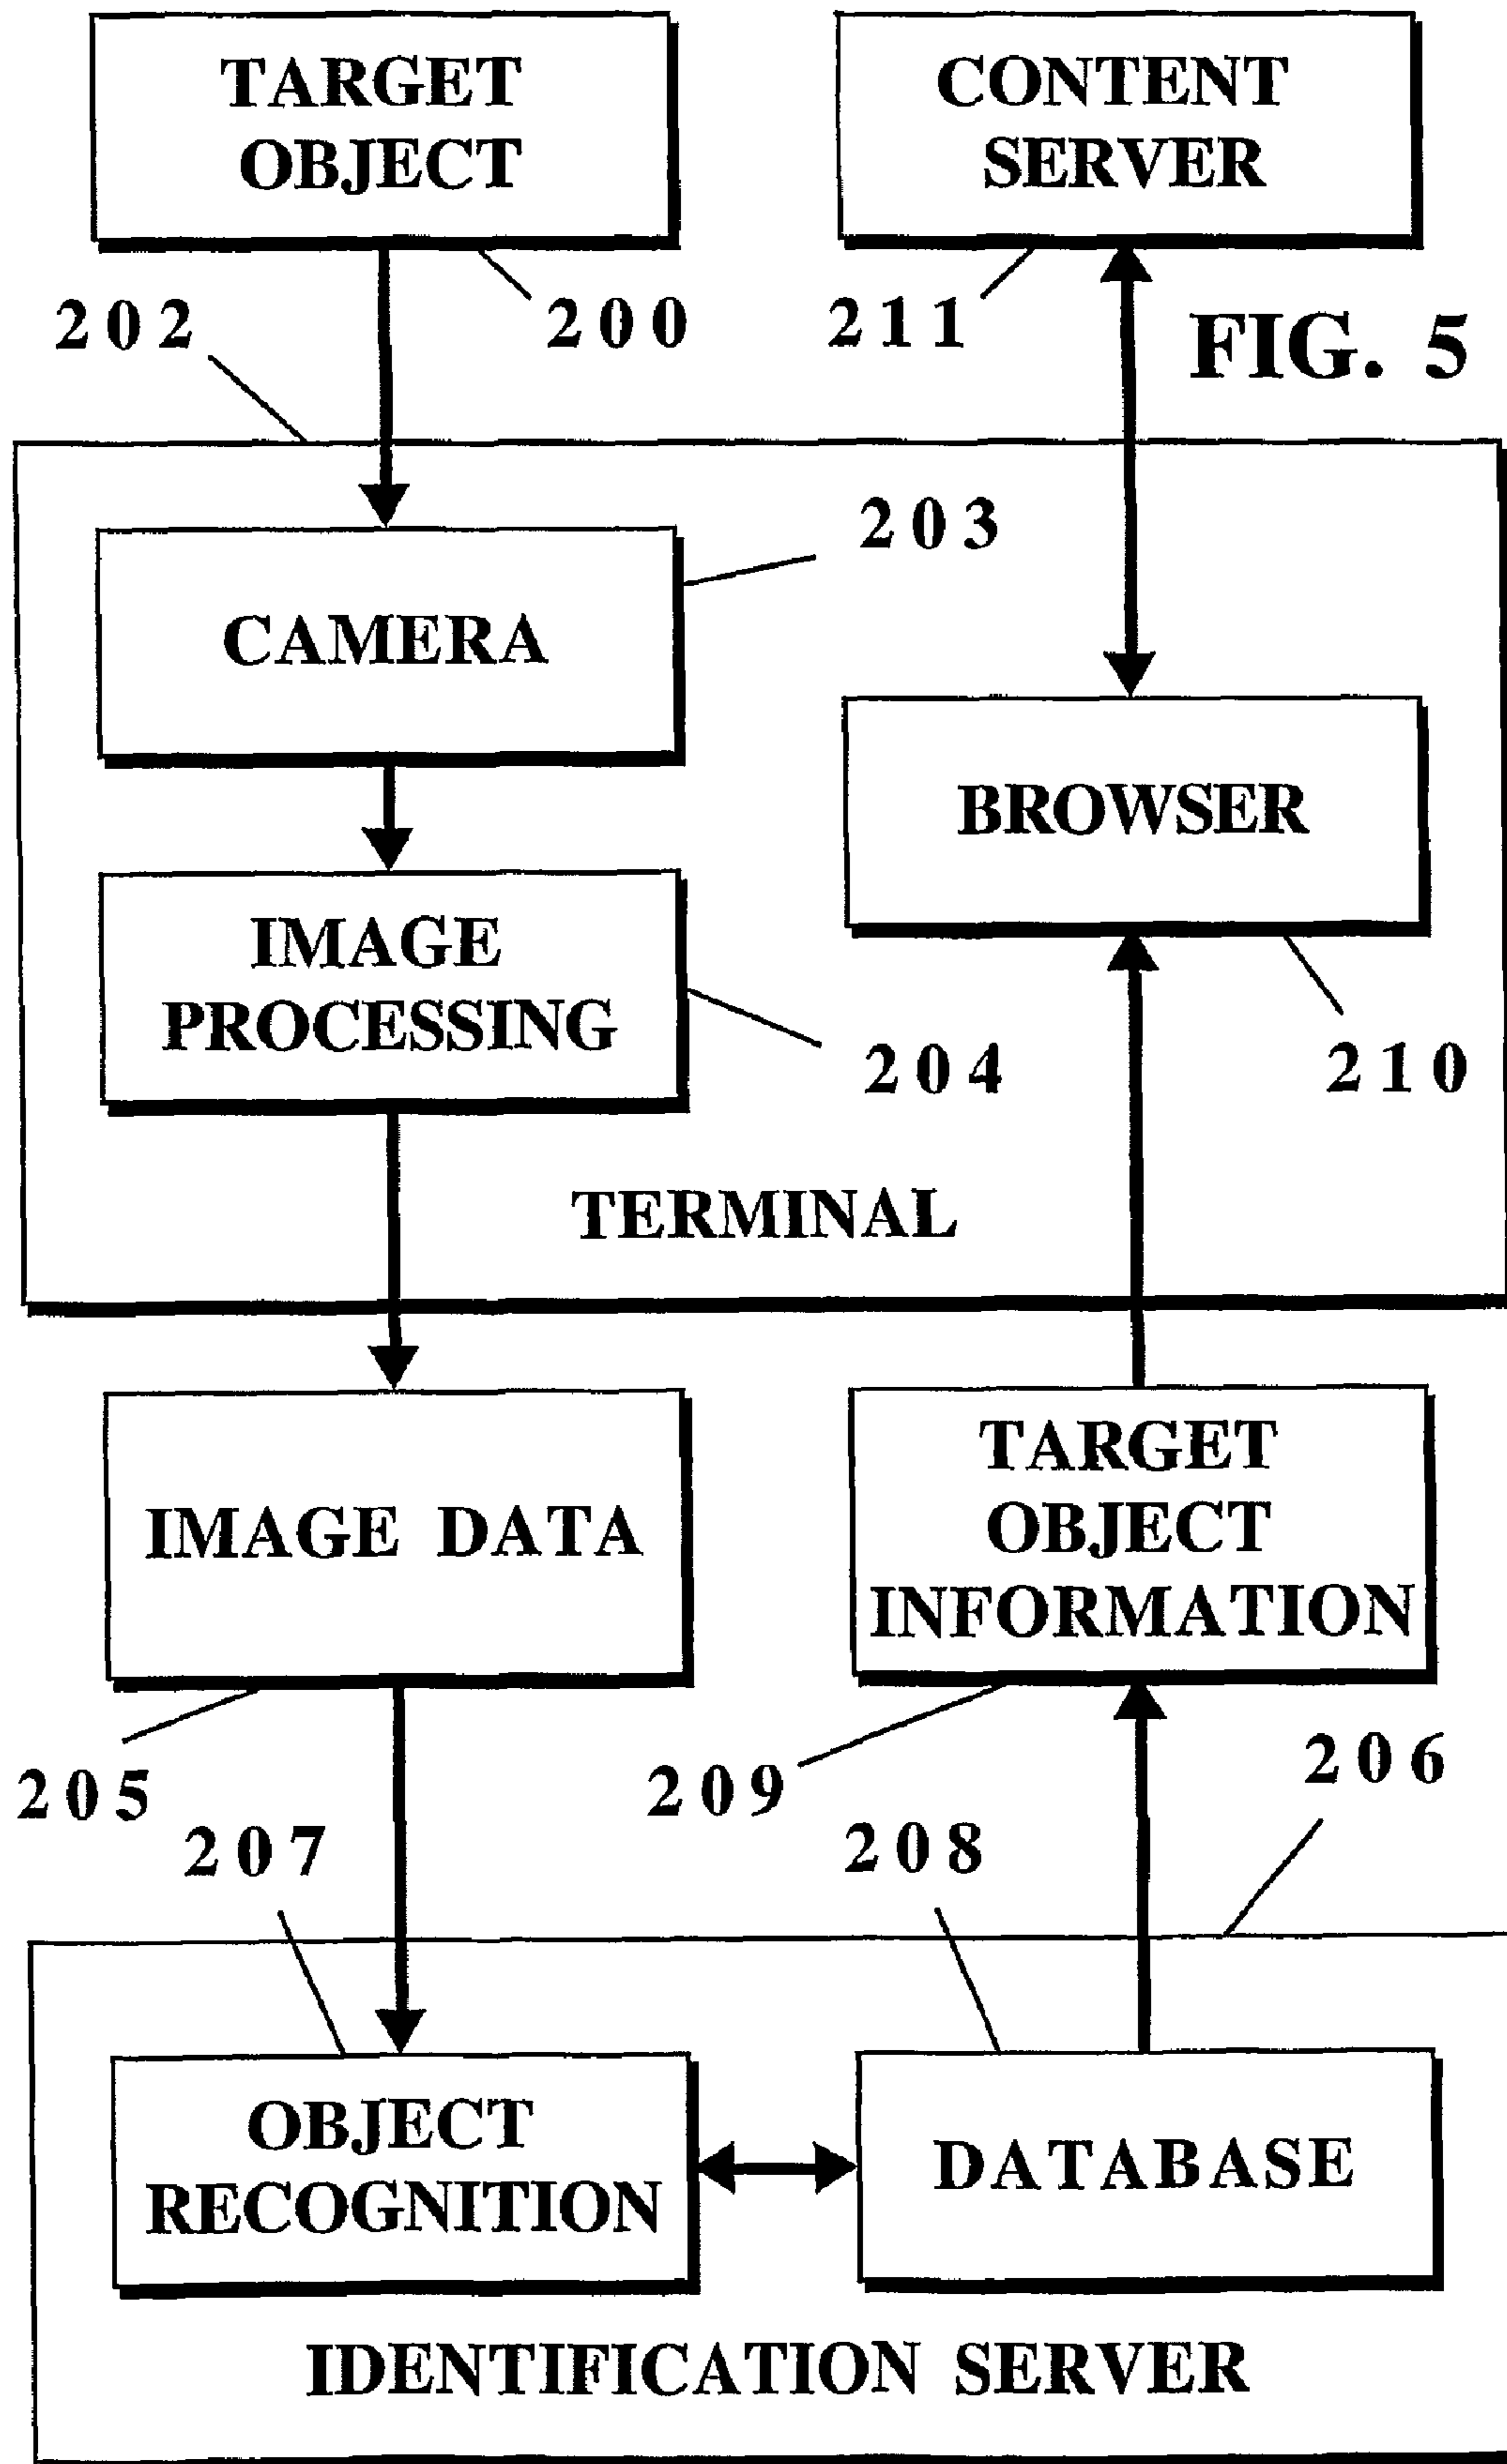 TARGET
OBJECT
CONTENT
SERVER
202
200
211
FIG. 5
203
CAMERA
BROWSER
IMAGE
PROCESSING
204
210
TERMINAL
IMAGE DATA
TARGET
OBJECT
INFORMATION
205
209
206
207
208
OBJECT
RECOGNITION
DATABASE
IDENTIFICATION SERVER